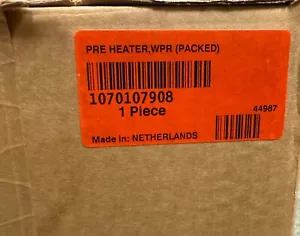 PRE HEATER,WPR (PACKED)
1070107908
1 Piece
44987
Made in: NETHERLANDS